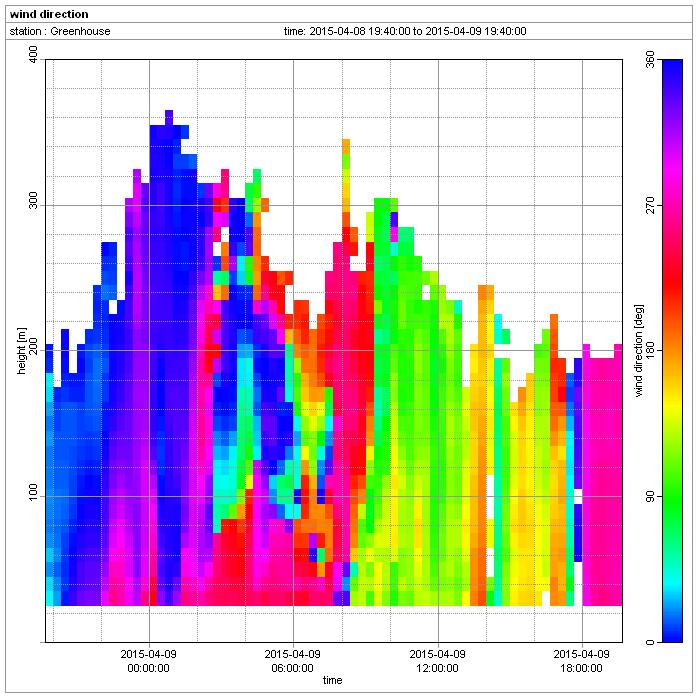 wind direction
station : Greenhouse time: 2015-04-08 19:40:00 to 2015-04-09 19:40:00
400
300
200
100
height [m]
360
270
180
90
0
wind direction [deg]
2015-04-09 2015-04-09 2015-04-09 2015-04-09
00:00:00 06:00:00 12:00:00 18:00:00
time